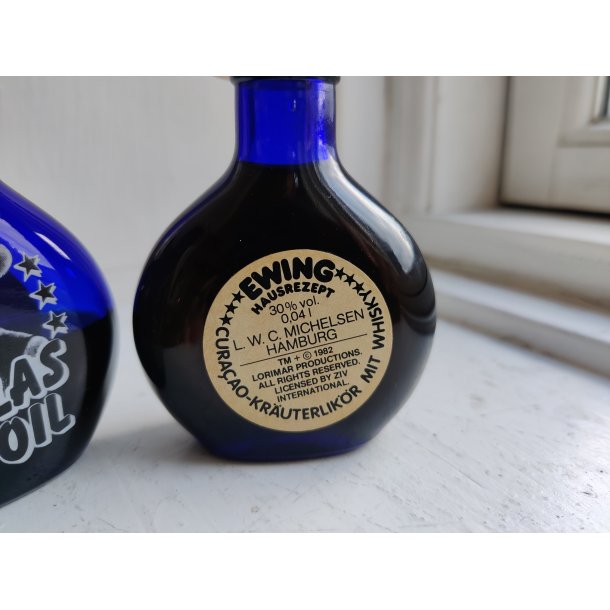 LAS
OIL
EWING
HAUSREZEPT
30% vol.
0,04 l
L. W. C. MICHELSEN
HAMBURG
TM + © 1982
LORIMAR PRODUCTIONS.
ALL RIGHTS RESERVED.
LICENSED BY ZIV
INTERNATIONAL.
CURAÇAO-KRÄUTERLIKÖR MIT WHISKY